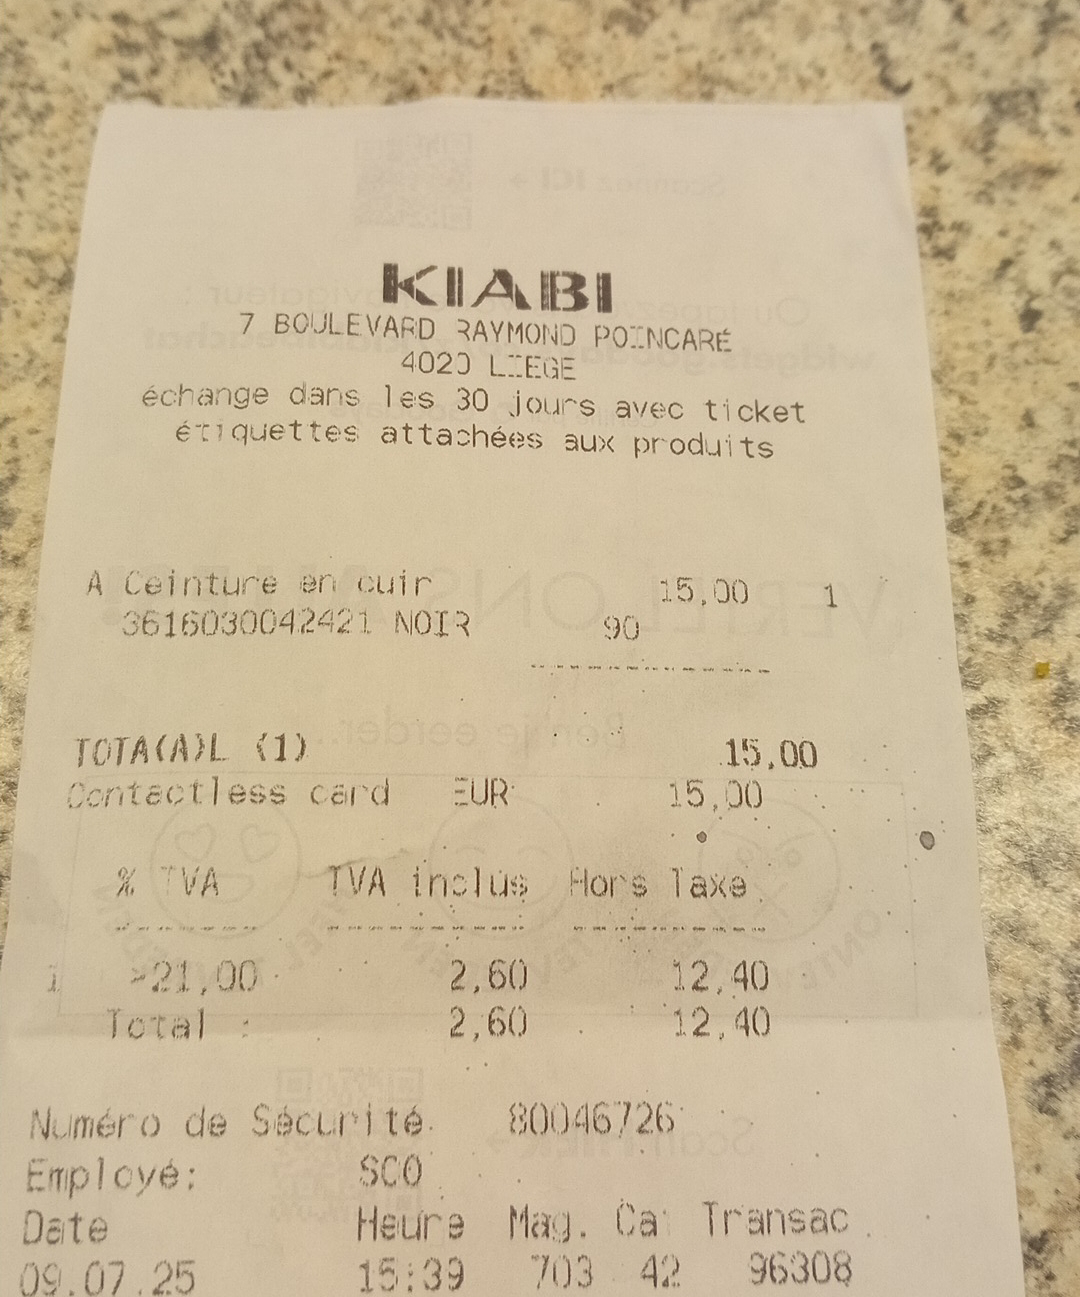 KIABI
7 BOULEVARD RAYMOND POINCARÉ
4020 LIEGE
échange dans les 30 jours avec ticket
étiquettes attachées aux produits
A Ceinture en cuir 15,00 1
3616030042421 NOIR 90
TOTA(A)L (1) 15,00
Contactless card EUR 15,00
% TVA TVA inclus Hors Taxe
1 >21,00 2,60 12,40
Total : 2,60 12,40
Numéro de Sécurité 80046726
Employé: SCO
Date Heure Mag. Ca Transac
09.07.25 15:39 703 42 96308